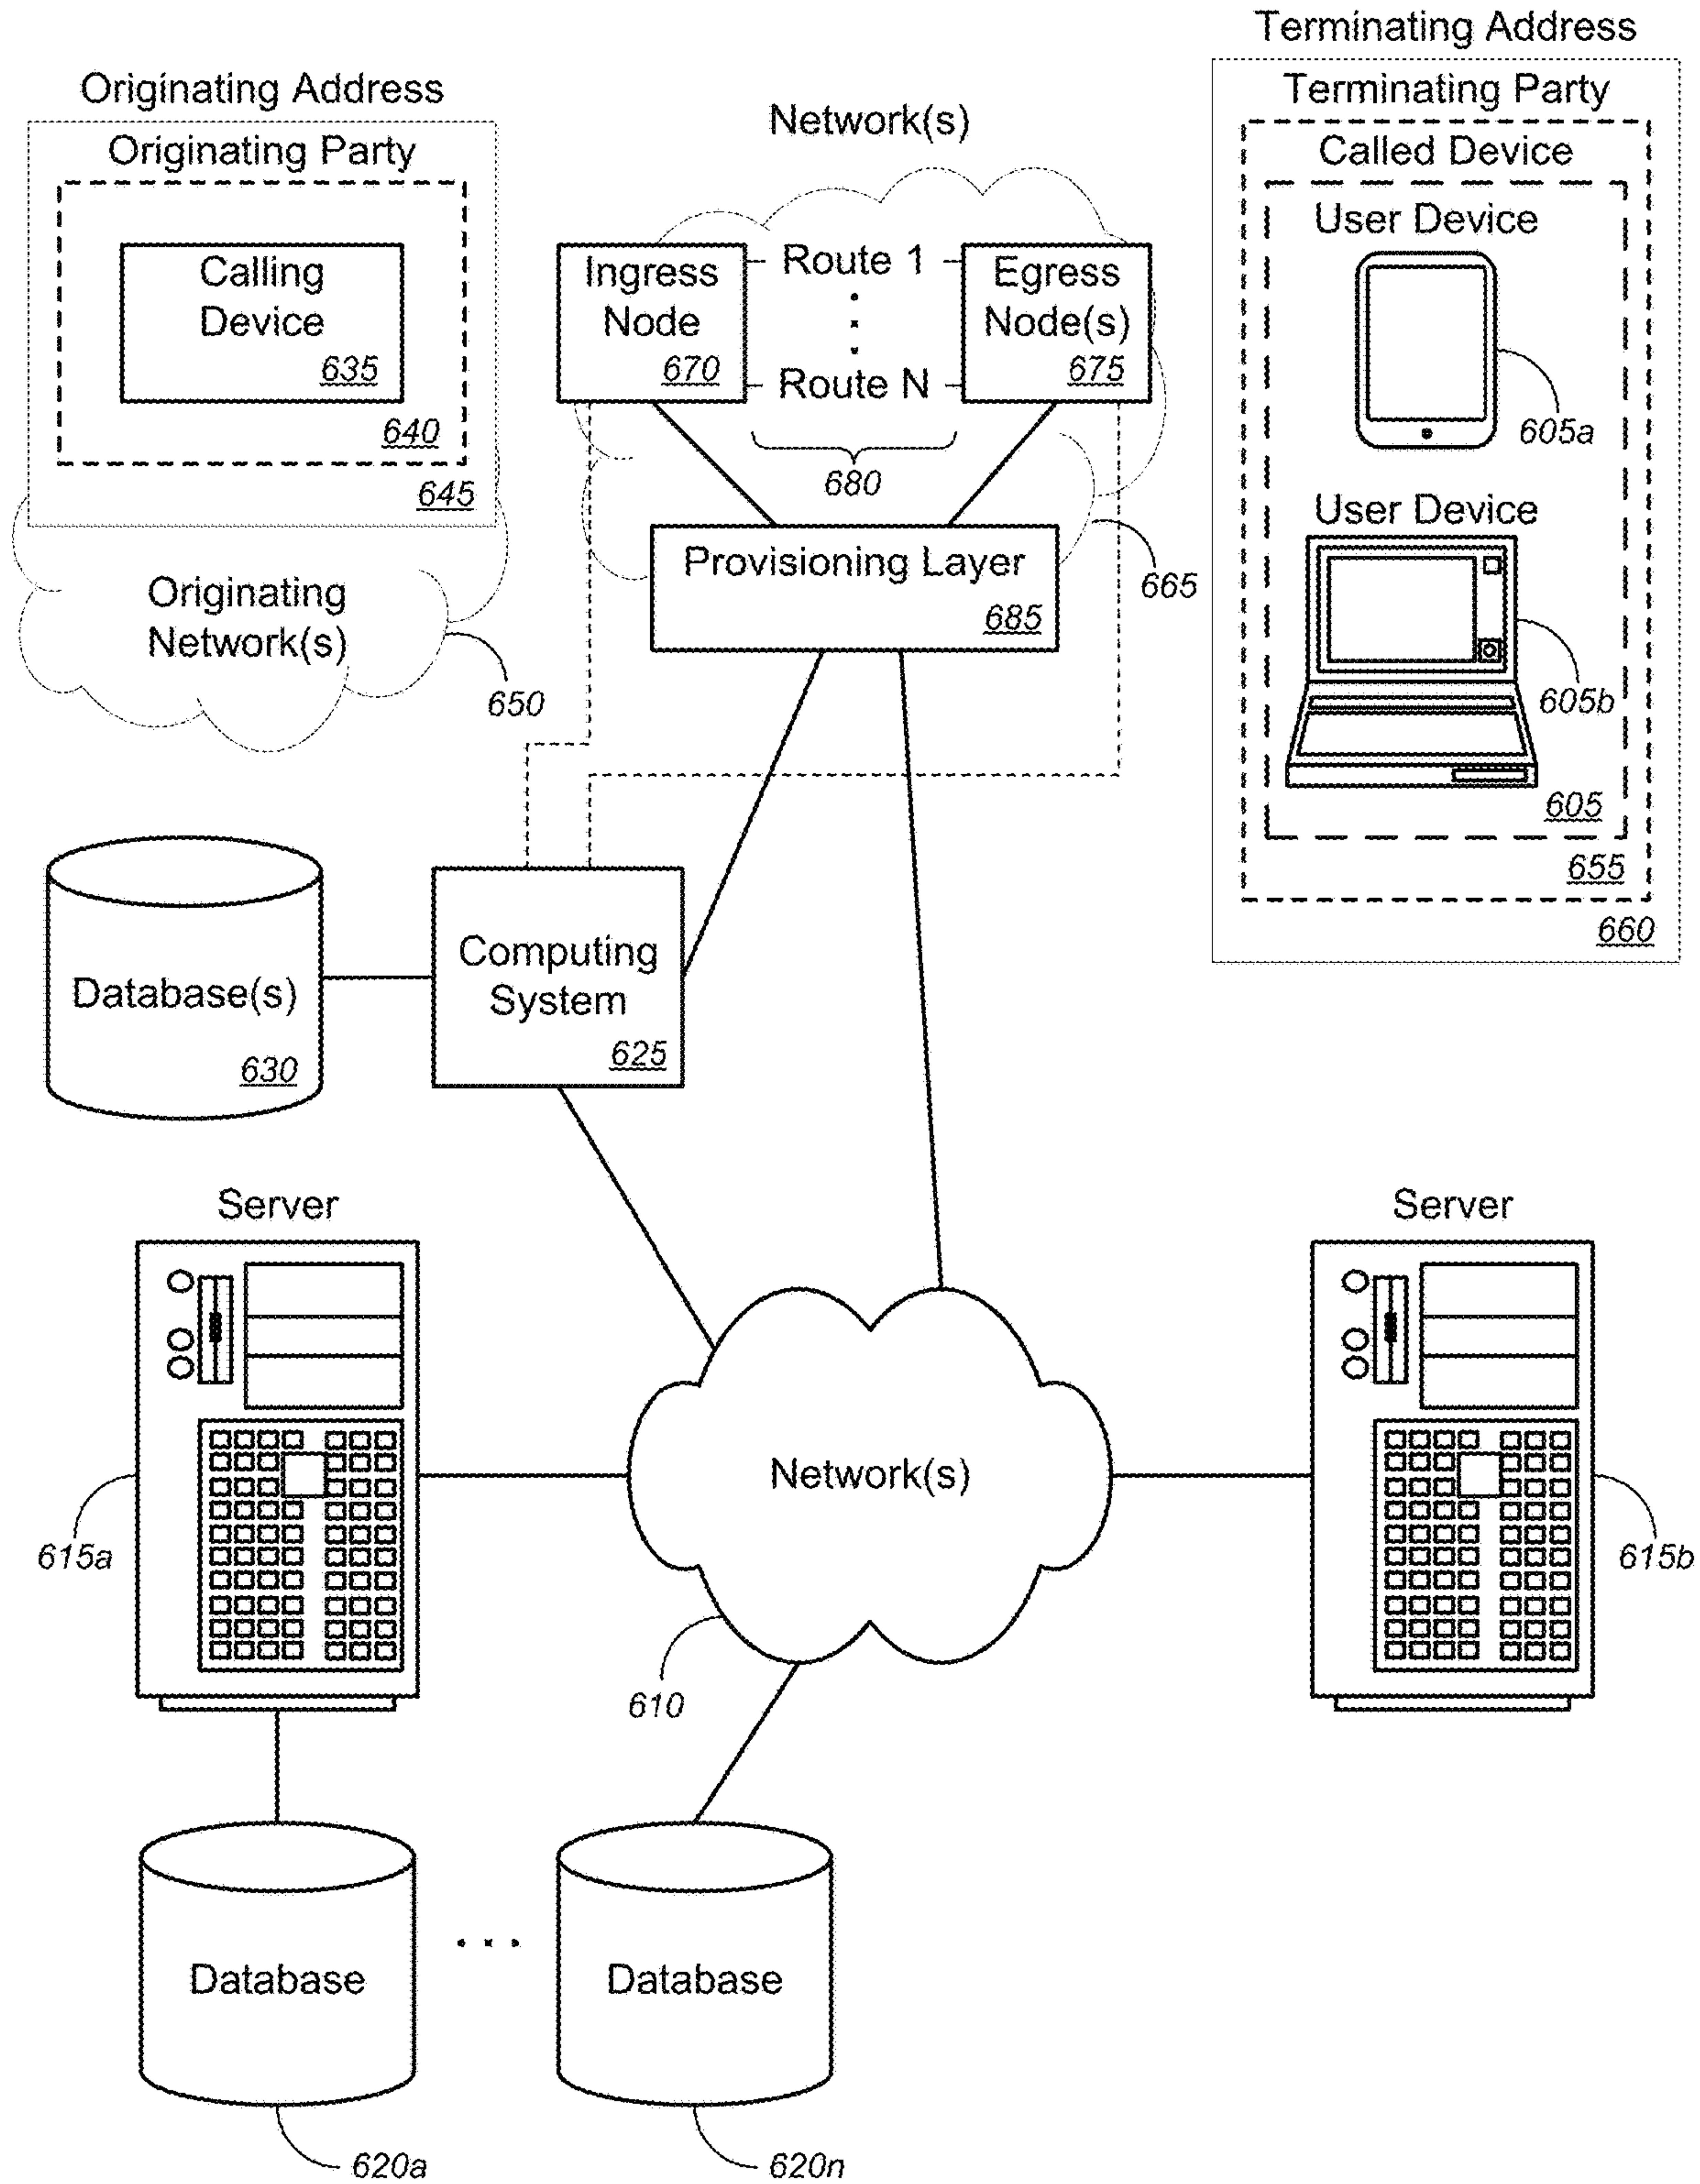 Originating Address
Originating Party
Calling
Device
635
640
645
Originating
Network(s)
650
Network(s)
Ingress
Node
670
Route 1
Route N
680
Egress
Node(s)
675
Provisioning Layer
685
665
Terminating Address
Terminating Party
Called Device
User Device
605a
User Device
605b
605
655
660
Database(s)
630
Computing
System
625
Server
615a
Network(s)
610
Server
615b
Database
620a
Database
620n